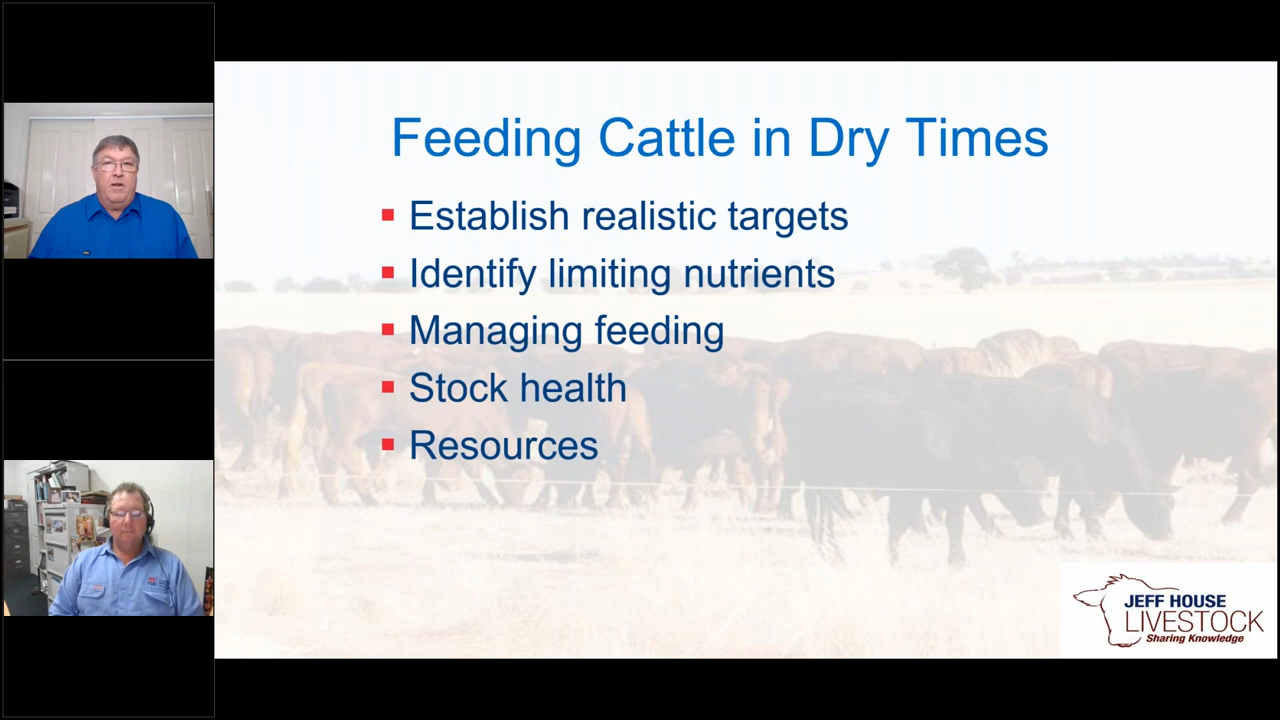 Feeding Cattle in Dry Times
Establish realistic targets
Identify limiting nutrients
Managing feeding
Stock health
Resources
JEFF HOUSE
LIVESTOCK
Sharing Knowledge